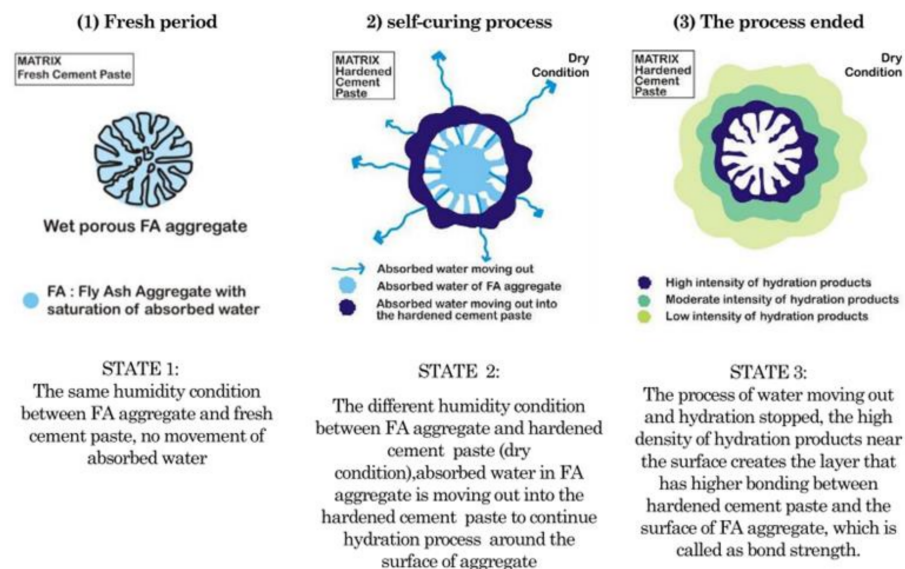 (1) Fresh period
MATRIX
Fresh Cement Paste
Wet porous FA aggregate
FA : Fly Ash Aggregate with
saturation of absorbed water
STATE 1:
The same humidity condition
between FA aggregate and fresh
cement paste, no movement of
absorbed water
2) self-curing process
MATRIX
Hardened
Cement
Paste
Dry
Condition
Absorbed water moving out
Absorbed water of FA aggregate
Absorbed water moving out into
the hardened cement paste
STATE 2:
The different humidity condition
between FA aggregate and hardened
cement paste (dry
condition),absorbed water in FA
aggregate is moving out into the
hardened cement paste to continue
hydration process around the
surface of aggregate
(3) The process ended
MATRIX
Hardened
Cement
Paste
Dry
Condition
High intensity of hydration products
Moderate intensity of hydration products
Low intensity of hydration products
STATE 3:
The process of water moving out
and hydration stopped, the high
density of hydration products near
the surface creates the layer that
has higher bonding between
hardened cement paste and the
surface of FA aggregate, which is
called as bond strength.